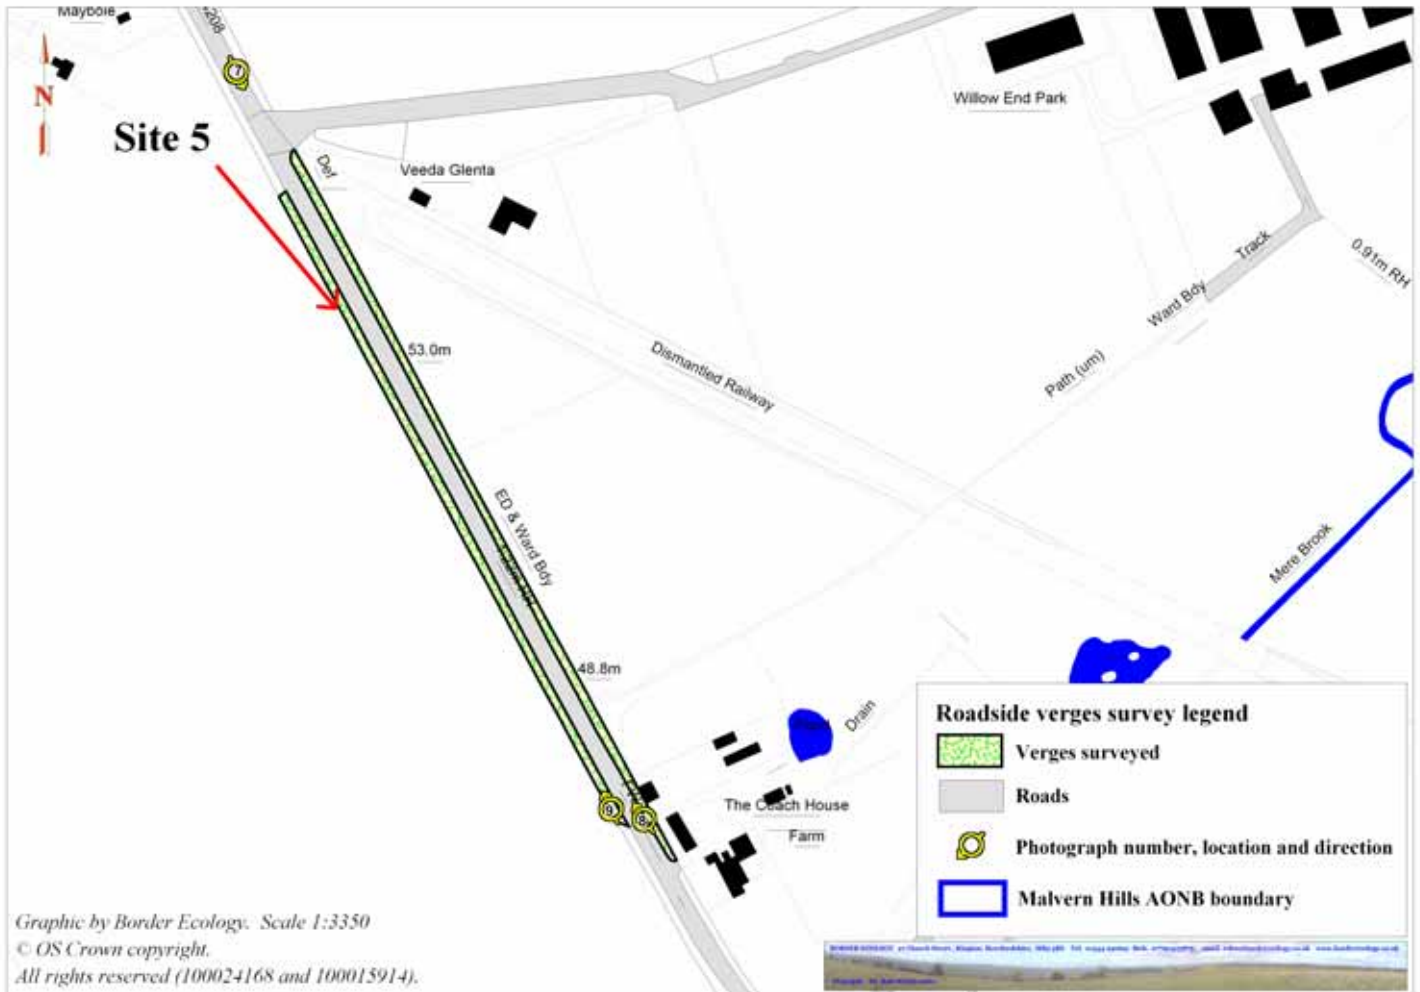 Maybole
N
Site 5
7
Def
Veeda Glenta
Willow End Park
Track
0.91m RH
Ward Bdy
Path (um)
53.0m
Dismantled Railway
ED & Ward Bdy
Mere Brook
48.8m
Drain
The Coach House
Farm
9
8
Roadside verges survey legend
Verges surveyed
Roads
Photograph number, location and direction
Malvern Hills AONB boundary
Graphic by Border Ecology. Scale 1:3350
© OS Crown copyright.
All rights reserved (100024168 and 100015914).